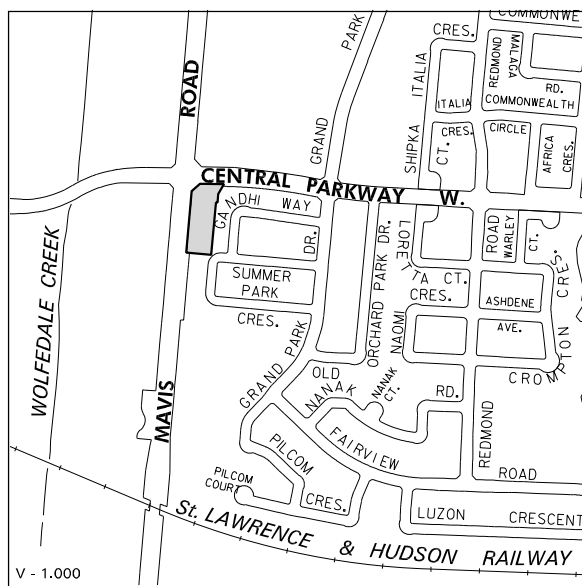 COMMONWE
CRES.
PARK
ITALIA
REDMOND
MALAGA
RD.
ROAD
ITALIA
COMMONWEALTH
GRAND
SHIPKA
CRES.
CT.
CIRCLE
AFRICA
CRES.
CENTRAL PARKWAY W.
GANDHI WAY
DR.
ORCHARD PARK DR.
LORETTA CT.
ROAD
WARLEY
CT.
CRES.
WOLFEDALE CREEK
SUMMER
PARK
CRES.
CRES.
NAOMI
ASHDENE
AVE.
CROMPTON
GRAND PARK
OLD
NANAK
NANAK
CT.
RD.
MAVIS
FAIRVIEW
REDMOND
ROAD
PILCOM
PILCOM
COURT
CRES.
LUZON CRESCENT
St. LAWRENCE & HUDSON RAILWAY
V - 1.000